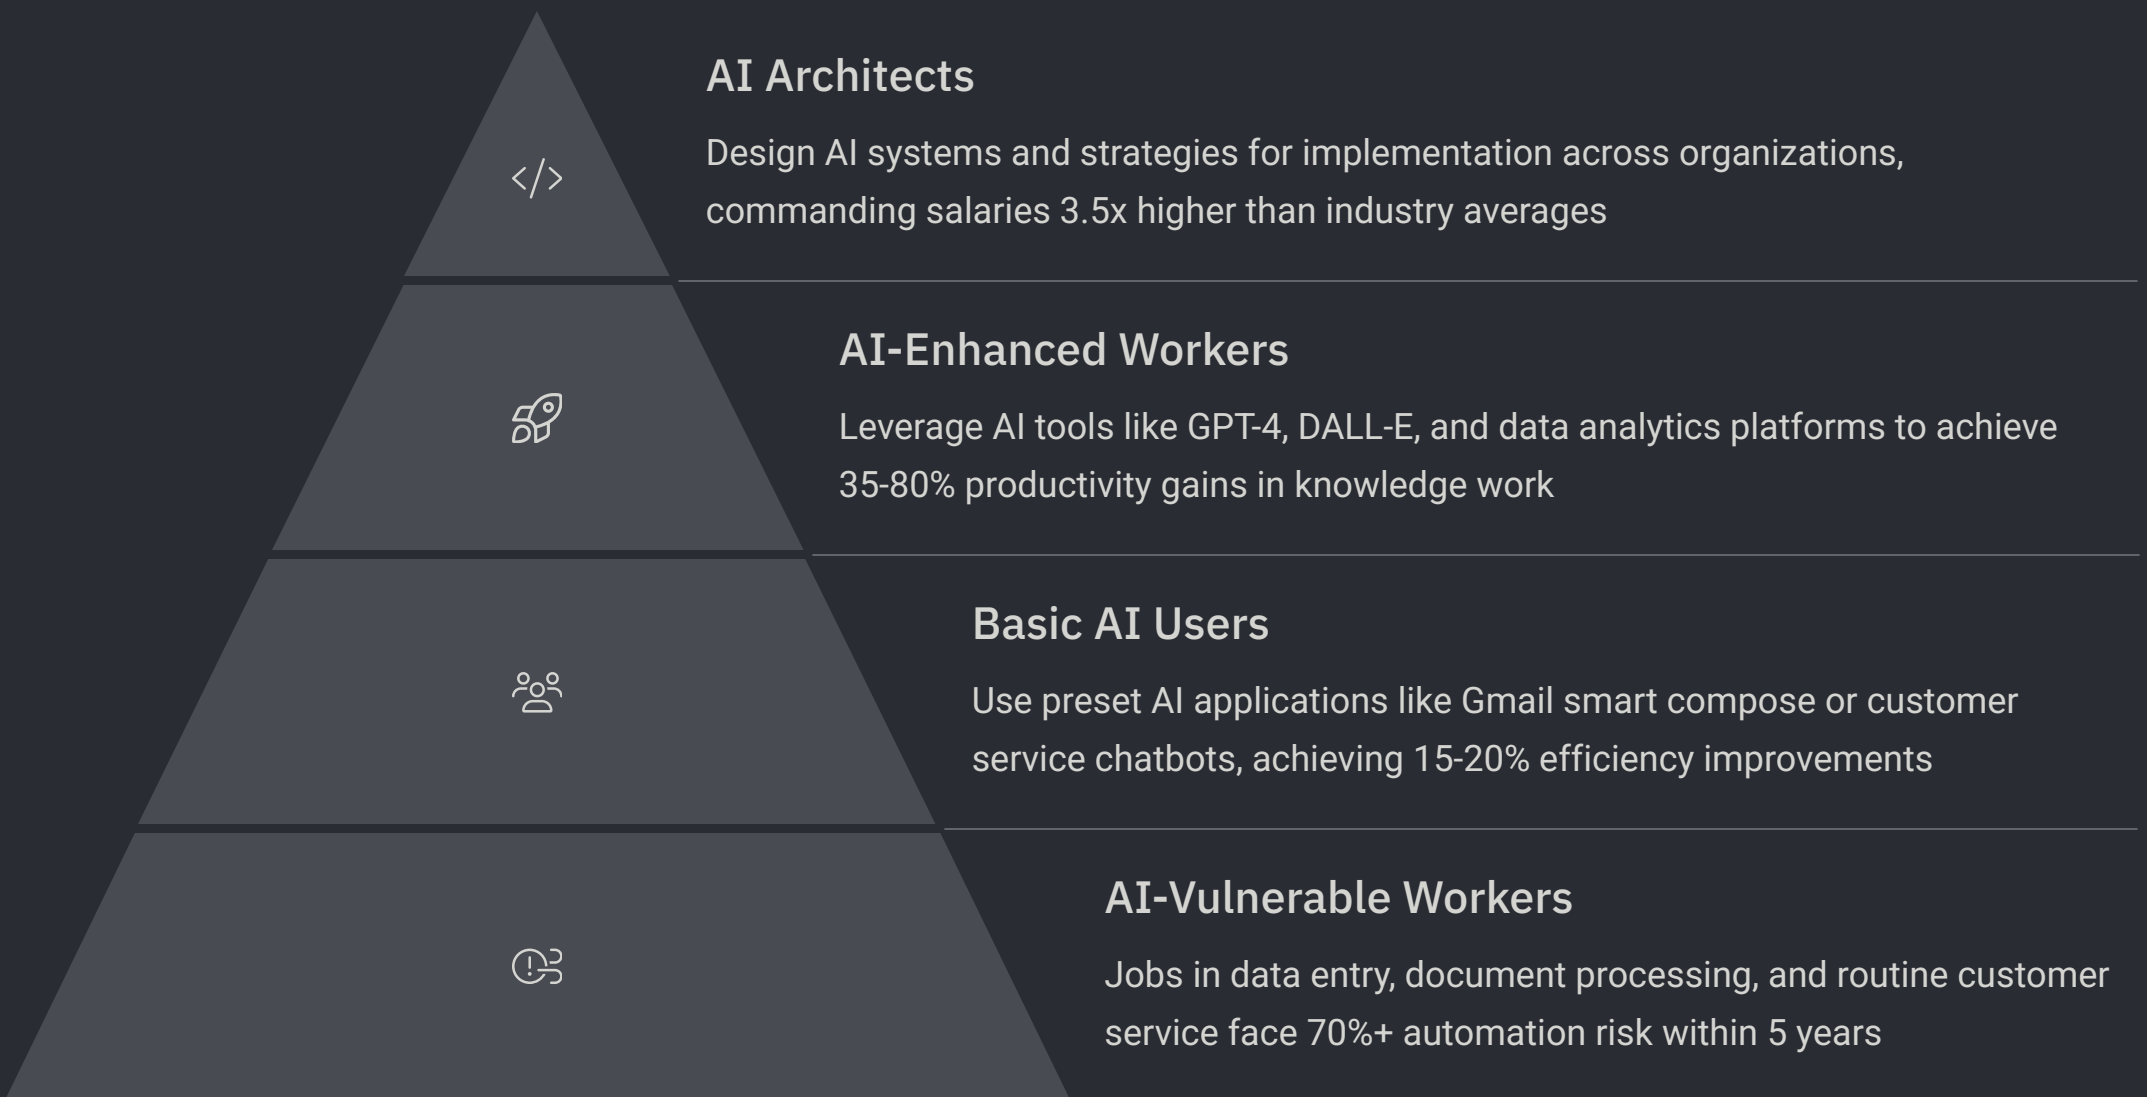 AI Architects
Design AI systems and strategies for implementation across organizations,
commanding salaries 3.5x higher than industry averages
AI-Enhanced Workers
Leverage AI tools like GPT-4, DALL-E, and data analytics platforms to achieve
35-80% productivity gains in knowledge work
Basic AI Users
Use preset AI applications like Gmail smart compose or customer
service chatbots, achieving 15-20% efficiency improvements
AI-Vulnerable Workers
Jobs in data entry, document processing, and routine customer
service face 70%+ automation risk within 5 years